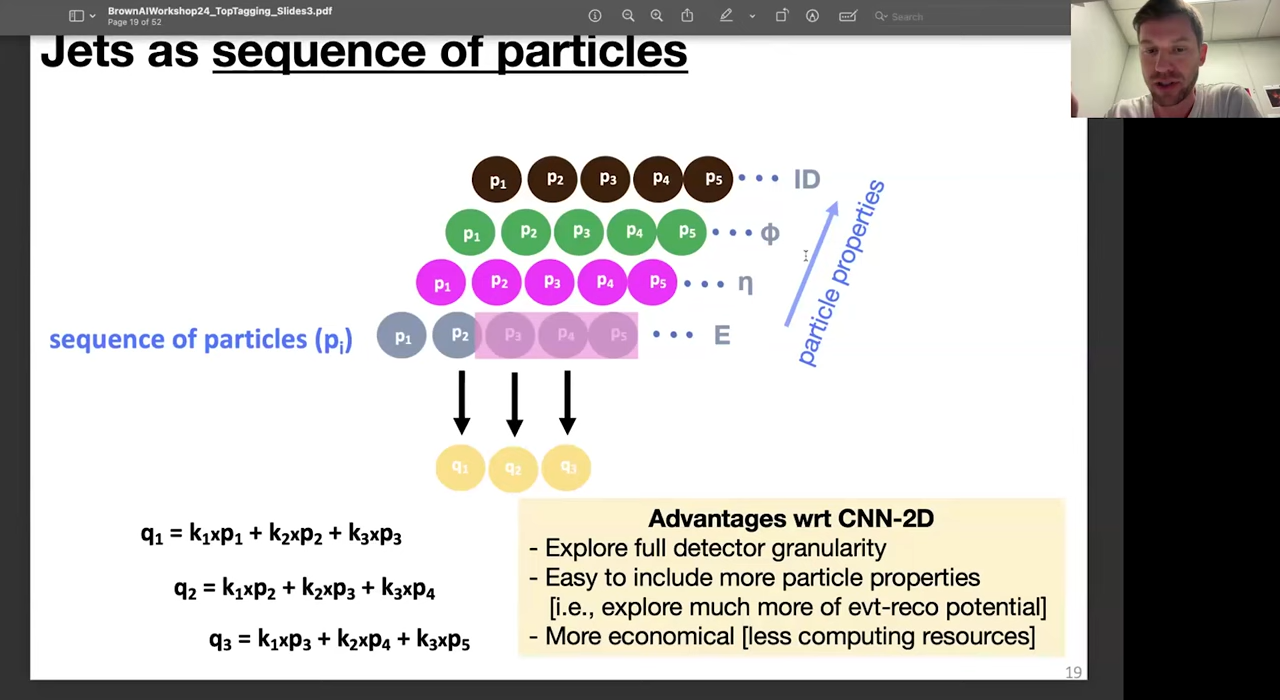 BrownAIWorkshop24_TopTagging_Slides3.pdf
Page 19 of 52
Search
Jets as sequence of particles
p₁ p₂ p₃ p₄ p₅ • • • ID
p₁ p₂ p₃ p₄ p₅ • • • ϕ
p₁ p₂ p₃ p₄ p₅ • • • η
sequence of particles (pᵢ) p₁ p₂ p₃ p₄ p₅ • • • E
particle properties
q₁ q₂ q₃
q₁ = k₁xp₁ + k₂xp₂ + k₃xp₃
q₂ = k₁xp₂ + k₂xp₃ + k₃xp₄
q₃ = k₁xp₃ + k₂xp₄ + k₃xp₅
Advantages wrt CNN-2D
- Explore full detector granularity
- Easy to include more particle properties
[i.e., explore much more of evt-reco potential]
- More economical [less computing resources]
19